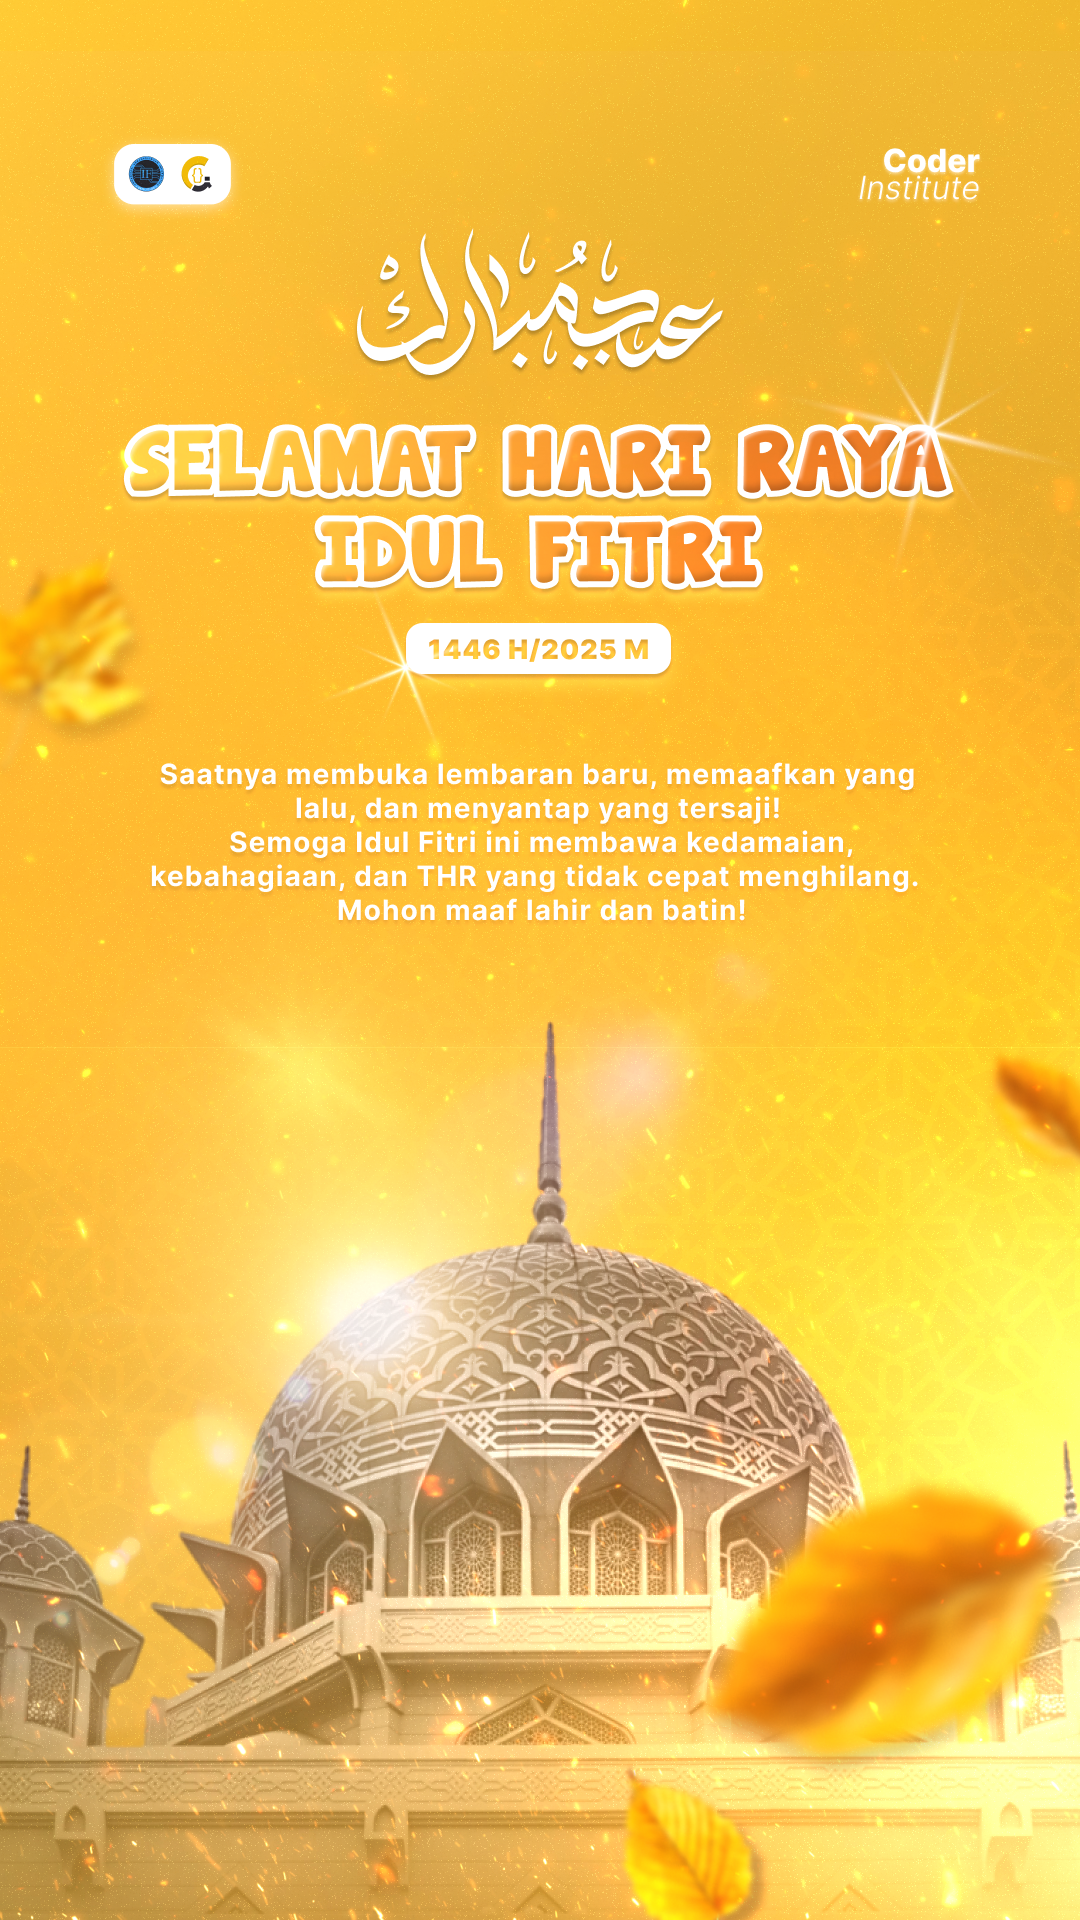 Coder
Institute
عيد مُبارك
SELAMAT HARI RAYA
IDUL FITRI
1446 H/2025 M
Saatnya membuka lembaran baru, memaafkan yang
lalu, dan menyantap yang tersaji!
Semoga Idul Fitri ini membawa kedamaian,
kebahagiaan, dan THR yang tidak cepat menghilang.
Mohon maaf lahir dan batin!